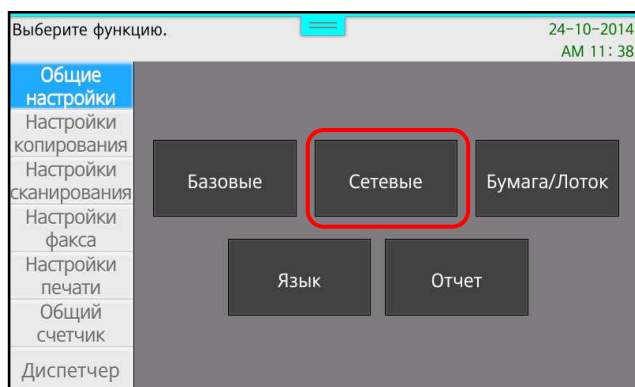 Выберите функцию.
24-10-2014
AM 11:38
Общие
настройки
Настройки
копирования
Настройки
сканирования
Настройки
факса
Настройки
печати
Общий
счетчик
Диспетчер
Базовые
Сетевые
Бумага/Лоток
Язык
Отчет